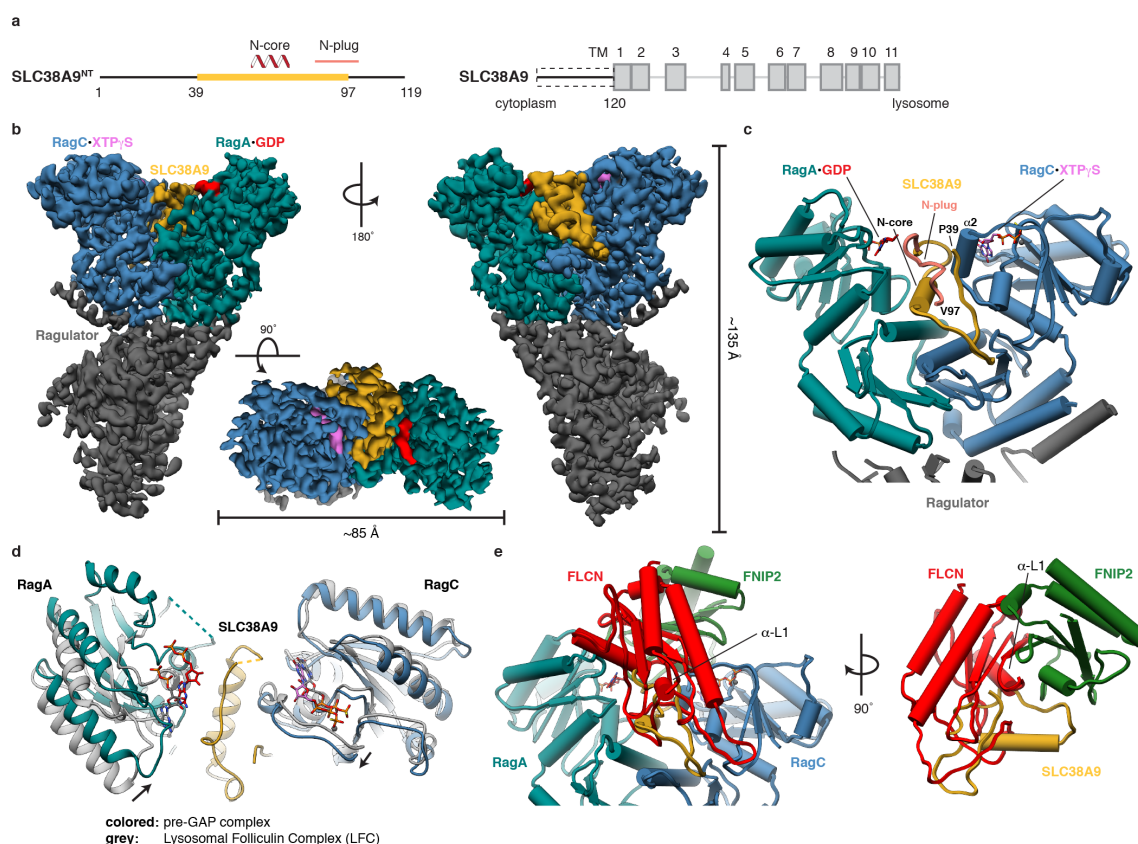 a
N-core N-plug
SLC38A9NT
1 39 97 119
TM 1 2 3 4 5 6 7 8 9 10 11
SLC38A9
cytoplasm 120 lysosome
b
RagC•XTPγS
RagA•GDP
SLC38A9
180°
Ragulator
90°
~85 Å
~135 Å
c
RagA•GDP
SLC38A9
RagC•XTPγS
N-plug
N-core
P39
α2
V97
Ragulator
d
RagA
RagC
SLC38A9
colored: pre-GAP complex
grey: Lysosomal Folliculin Complex (LFC)
e
FLCN
FNIP2
α-L1
RagA
RagC
90°
FLCN
α-L1
FNIP2
SLC38A9